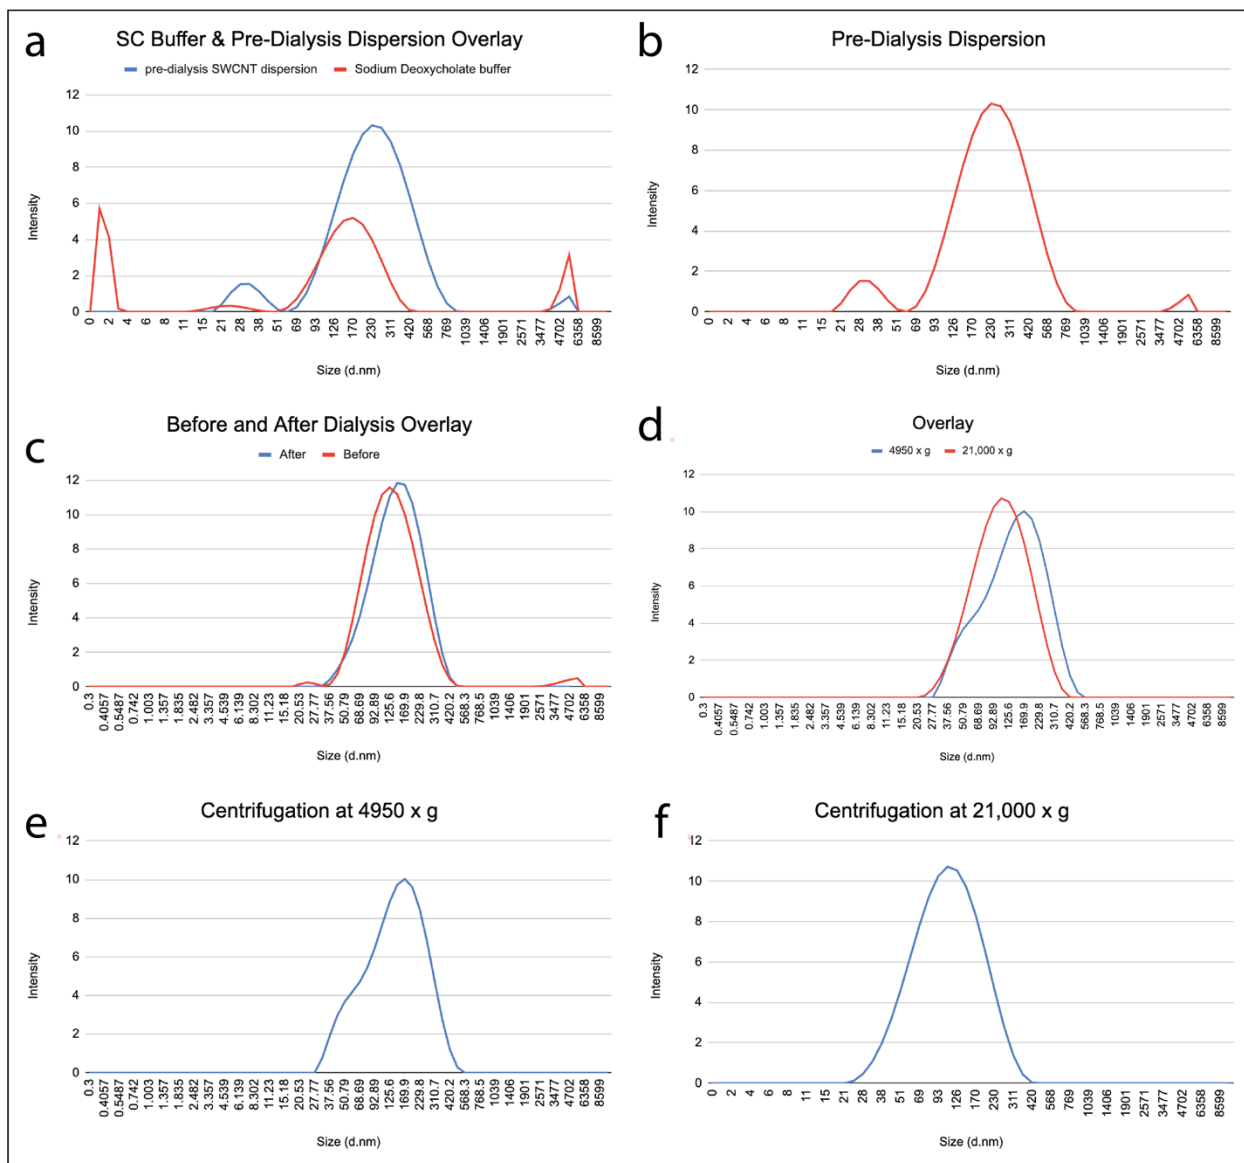 a
SC Buffer & Pre-Dialysis Dispersion Overlay
pre-dialysis SWCNT dispersion Sodium Deoxycholate buffer
12
10
8
6
4
2
0
Intensity
0 2 4 6 8 11 15 21 28 38 51 69 93 126 170 230 311 420 568 769 1039 1406 1901 2571 3477 4702 6358 8599
Size (d.nm)
b
Pre-Dialysis Dispersion
12
10
8
6
4
2
0
Intensity
0 2 4 6 8 11 15 21 28 38 51 69 93 126 170 230 311 420 568 769 1039 1406 1901 2571 3477 4702 6358 8599
Size (d.nm)
c
Before and After Dialysis Overlay
After Before
12
10
8
6
4
2
0
Intensity
0.3 0.4057 0.5487 0.742 1.003 1.357 1.835 2.482 3.357 4.539 6.139 8.302 11.23 15.18 20.53 27.77 37.56 50.79 68.69 92.89 125.6 169.9 229.8 310.7 420.2 568.3 768.5 1039 1406 1901 2571 3477 4702 6358 8599
Size (d.nm)
d
Overlay
4950 x g 21,000 x g
12
10
8
6
4
2
0
Intensity
0.3 0.4057 0.5487 0.742 1.003 1.357 1.835 2.482 3.357 4.539 6.139 8.302 11.23 15.18 20.53 27.77 37.56 50.79 68.69 92.89 125.6 169.9 229.8 310.7 420.2 568.3 768.5 1039 1406 1901 2571 3477 4702 6358 8599
Size (d.nm)
e
Centrifugation at 4950 x g
12
10
8
6
4
2
0
Intensity
0.3 0.4057 0.5487 0.742 1.003 1.357 1.835 2.482 3.357 4.539 6.139 8.302 11.23 15.18 20.53 27.77 37.56 50.79 68.69 92.89 125.6 169.9 229.8 310.7 420.2 568.3 768.5 1039 1406 1901 2571 3477 4702 6358 8599
Size (d.nm)
f
Centrifugation at 21,000 x g
12
10
8
6
4
2
0
Intensity
0 2 4 6 8 11 15 21 28 38 51 69 93 126 170 230 311 420 568 769 1039 1406 1901 2571 3477 4702 6358 8599
Size (d.nm)